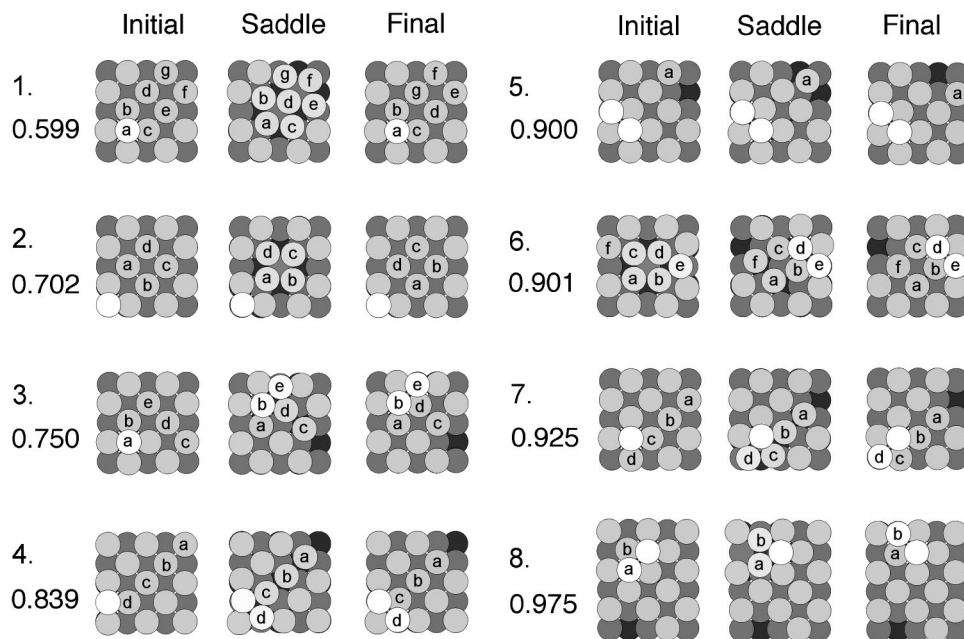 Initial Saddle Final
1.
0.599
g
d f
b e
a c
g f
b d e
a c
f
g e
b d
a c
2.
0.702
d
a c
b
d c
a b
c
d b
a
3.
0.750
e
b d
a c
e
b d
a c
e
b d
a c
4.
0.839
a
b
c
d
a
b
c
d
a
b
c
d
Initial Saddle Final
5.
0.900
a
a
a
6.
0.901
f c d
e
a b
c d
f b e
a
c d
f b e
a
7.
0.925
a
b
c
d
a
b
d c
a
b
d c
8.
0.975
b
a
b
a
b
a